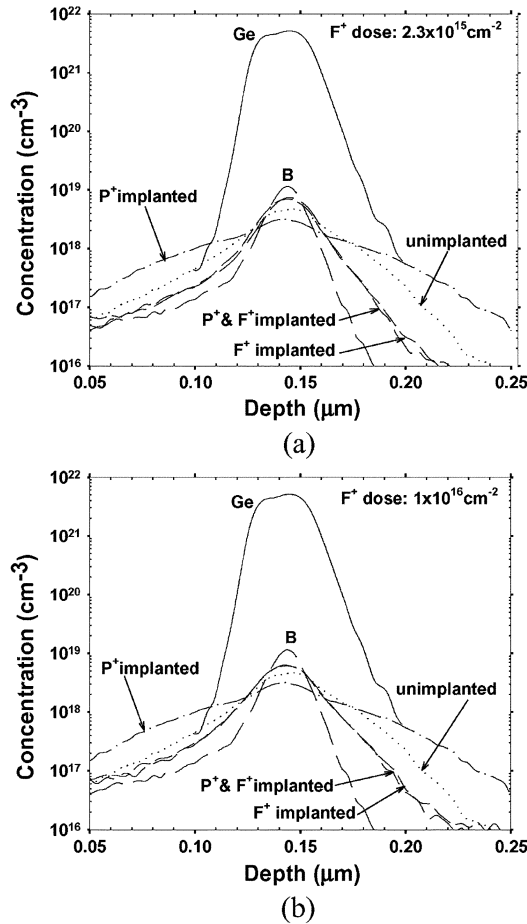 10²²
Ge
F⁺ dose: 2.3x10¹⁵cm⁻²
10²¹
10²⁰
B
10¹⁹
P⁺implanted
10¹⁸
unimplanted
10¹⁷
P⁺& F⁺implanted
F⁺ implanted
10¹⁶
0.05 0.10 0.15 0.20 0.25
Concentration (cm⁻³)
Depth (μm)
(a)
10²²
Ge
F⁺ dose: 1x10¹⁶cm⁻²
10²¹
10²⁰
B
10¹⁹
P⁺implanted
unimplanted
10¹⁸
10¹⁷
P⁺& F⁺implanted
F⁺ implanted
10¹⁶
0.05 0.10 0.15 0.20 0.25
Concentration (cm⁻³)
Depth (μm)
(b)